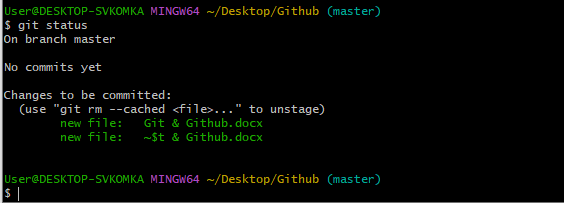 User@DESKTOP-SVKOMKA MINGW64 ~/Desktop/Github (master)
$ git status
On branch master
No commits yet
Changes to be committed:
(use "git rm --cached <file>..." to unstage)
new file: Git & Github.docx
new file: ~$t & Github.docx
User@DESKTOP-SVKOMKA MINGW64 ~/Desktop/Github (master)
$